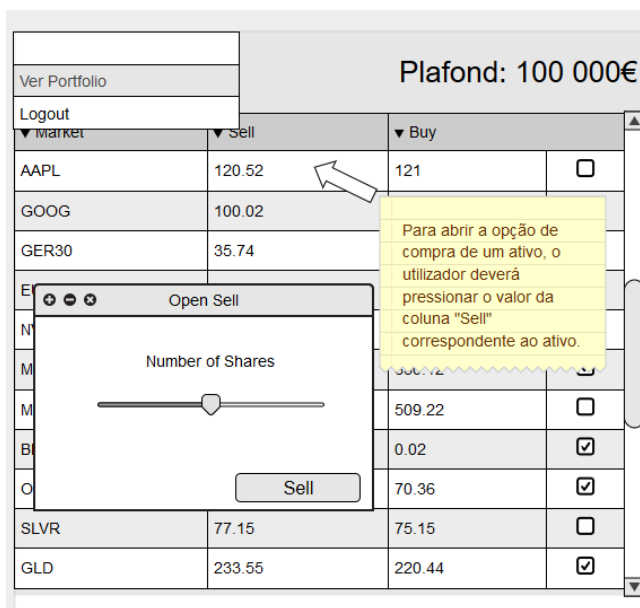 Plafond: 100 000€
Ver Portfolio
Logout
▼ Market ▼ Sell ▼ Buy
AAPL 120.52 121
GOOG 100.02
GER30 35.74
Para abrir a opção de
compra de um ativo, o
utilizador deverá
pressionar o valor da
coluna "Sell"
correspondente ao ativo.
Open Sell
Number of Shares
509.22
0.02
Sell 70.36
SLVR 77.15 75.15
GLD 233.55 220.44